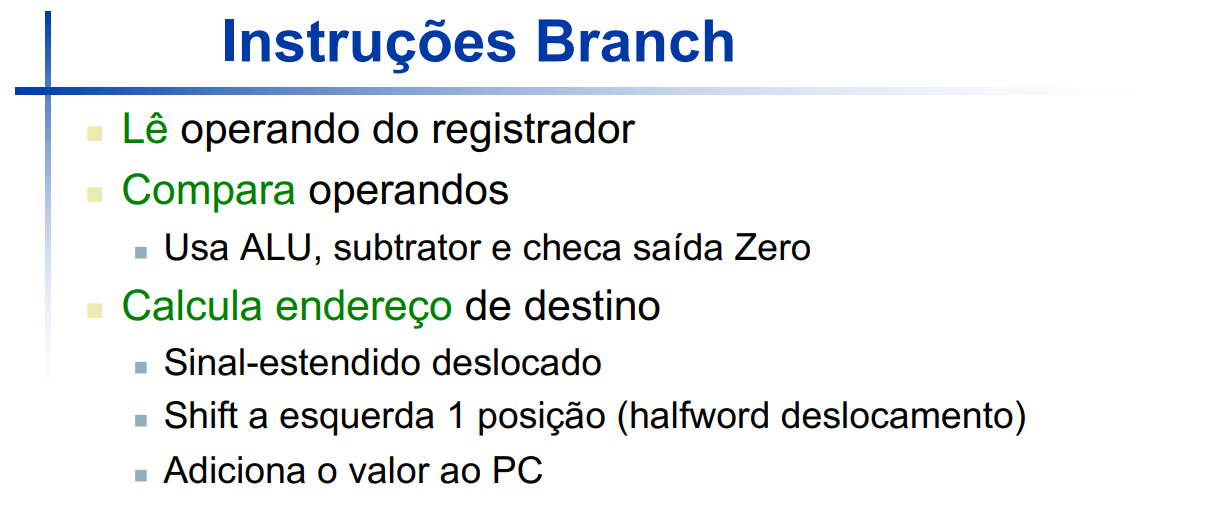 Instruções Branch
Lê operando do registrador
Compara operandos
Usa ALU, subtrator e checa saída Zero
Calcula endereço de destino
Sinal-estendido deslocado
Shift a esquerda 1 posição (halfword deslocamento)
Adiciona o valor ao PC